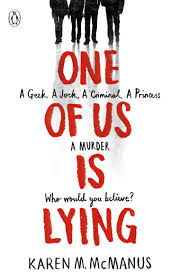 ONE
A Geek, A Jock, A Criminal, A Princess
OF US
A MURDER
IS
Who would you believe?
LYING
KAREN M. McMANUS